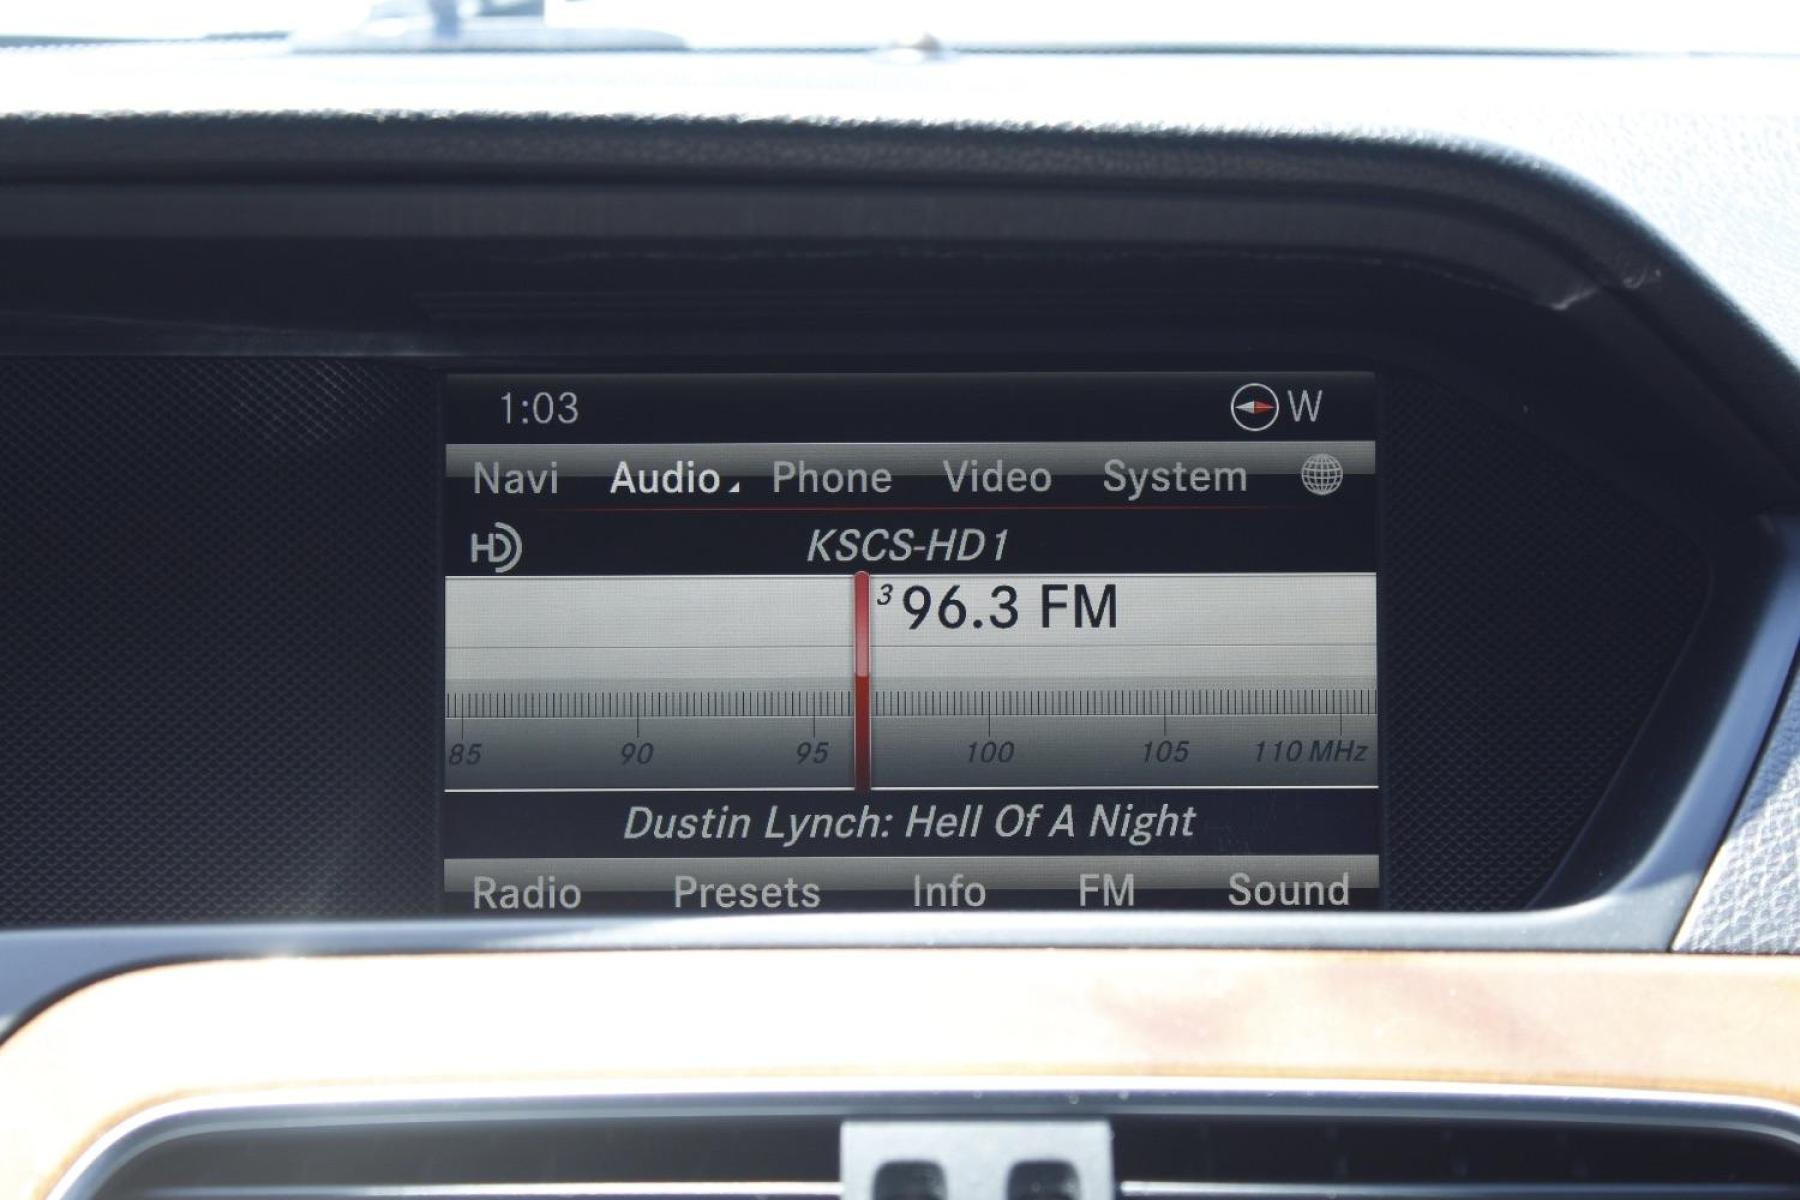 1:03 W
Navi Audio Phone Video System
HD KSCS-HD1
3 96.3 FM
85 90 95 100 105 110 MHz
Dustin Lynch: Hell Of A Night
Radio Presets Info FM Sound